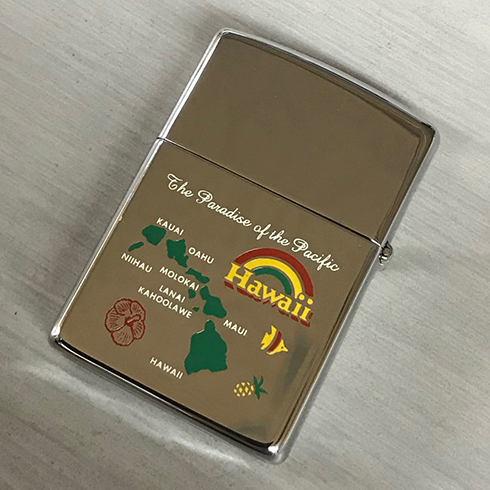 The Paradise of the Pacific
KAUAI
OAHU
NIIHAU
MOLOKAI
LANAI
KAHOOLAWE
Hawaii
MAUI
HAWAII